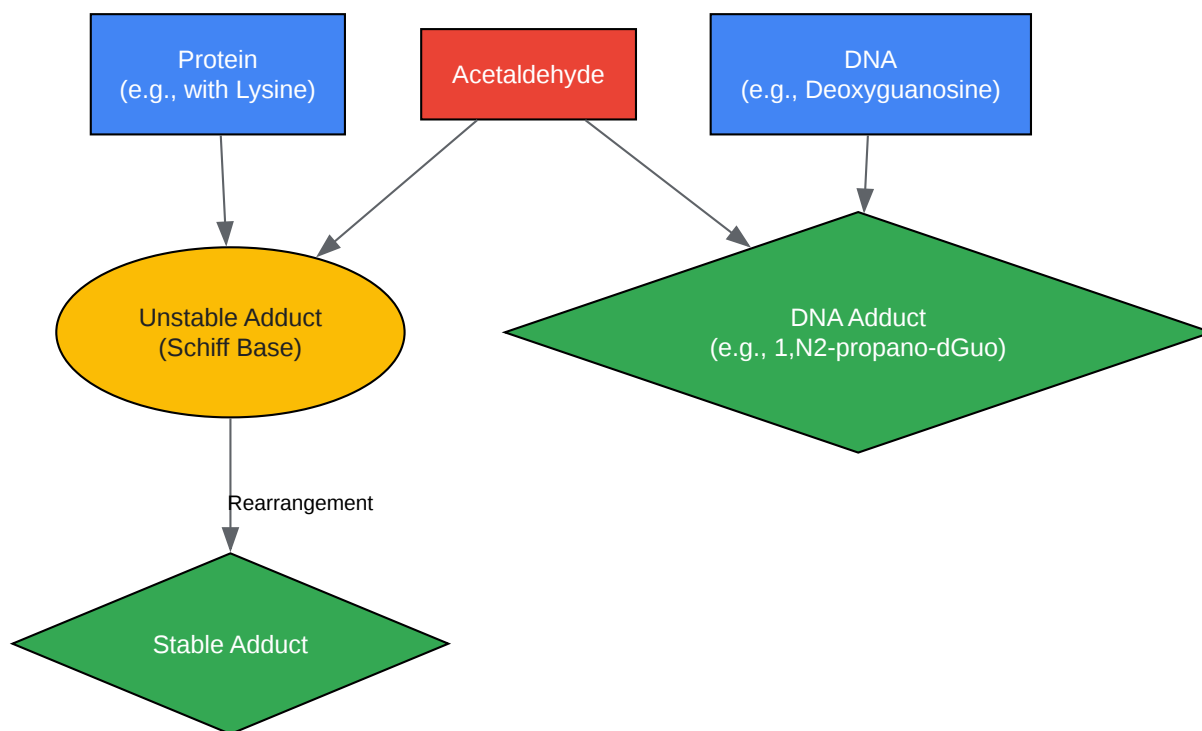 Protein
(e.g., with Lysine)
Acetaldehyde
DNA
(e.g., Deoxyguanosine)
Unstable Adduct
(Schiff Base)
DNA Adduct
(e.g., 1,N2-propano-dGuo)
Rearrangement
Stable Adduct